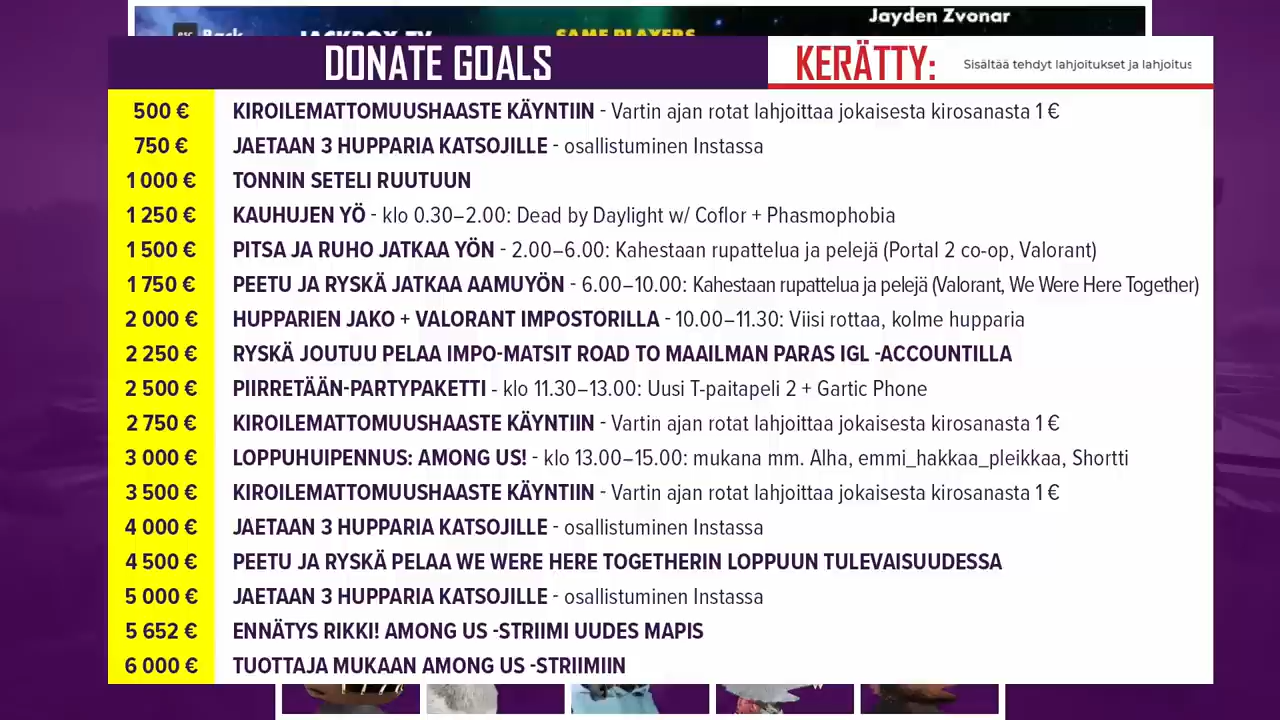 Jayden Zvonar
Back
JACKBOX TV
SAME PLAYERS
DONATE GOALS
KERÄTTY:
Sisältää tehdyt lahjoitukset ja lahjoitus
500 € KIROILEMATTOMUUSHAASTE KÄYNTIIN - Vartin ajan rotat lahjoittaa jokaisesta kirosanasta 1 €
750 € JAETAAN 3 HUPPARIA KATSOJILLE - osallistuminen Instassa
1 000 € TONNIN SETELI RUUTUUN
1 250 € KAUHUJEN YÖ - klo 0.30–2.00: Dead by Daylight w/ Coflor + Phasmophobia
1 500 € PITSA JA RUHO JATKAA YÖN - 2.00–6.00: Kahestaan rupattelua ja pelejä (Portal 2 co-op, Valorant)
1 750 € PEETU JA RYSKÄ JATKAA AAMUYÖN - 6.00–10.00: Kahestaan rupattelua ja pelejä (Valorant, We Were Here Together)
2 000 € HUPPARIEN JAKO + VALORANT IMPOSTORILLA - 10.00–11.30: Viisi rottaa, kolme hupparia
2 250 € RYSKÄ JOUTUU PELAA IMPO-MATSIT ROAD TO MAAILMAN PARAS IGL -ACCOUNTILLA
2 500 € PIIRRETÄÄN-PARTYPAKETTI - klo 11.30–13.00: Uusi T-paitapeli 2 + Gartic Phone
2 750 € KIROILEMATTOMUUSHAASTE KÄYNTIIN - Vartin ajan rotat lahjoittaa jokaisesta kirosanasta 1 €
3 000 € LOPPUHUIPENNUS: AMONG US! - klo 13.00–15.00: mukana mm. Alha, emmi_hakkaa_pleikkaa, Shortti
3 500 € KIROILEMATTOMUUSHAASTE KÄYNTIIN - Vartin ajan rotat lahjoittaa jokaisesta kirosanasta 1 €
4 000 € JAETAAN 3 HUPPARIA KATSOJILLE - osallistuminen Instassa
4 500 € PEETU JA RYSKÄ PELAA WE WERE HERE TOGETHERIN LOPPUUN TULEVAISUUDESSA
5 000 € JAETAAN 3 HUPPARIA KATSOJILLE - osallistuminen Instassa
5 652 € ENNÄTYS RIKKI! AMONG US -STRIIMI UUDES MAPIS
6 000 € TUOTTAJA MUKAAN AMONG US -STRIIMIIN